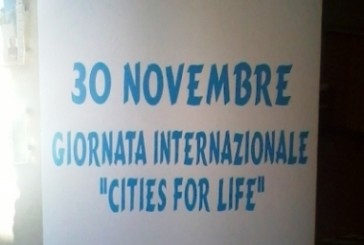 30 NOVEMBRE
GIORNATA INTERNAZIONALE
"CITIES FOR LIFE"